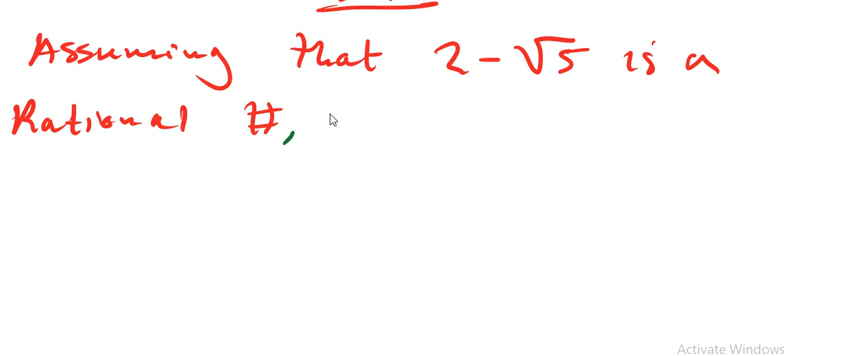 Assuming that 2 - √5 is a
Rational #,
Activate Windows